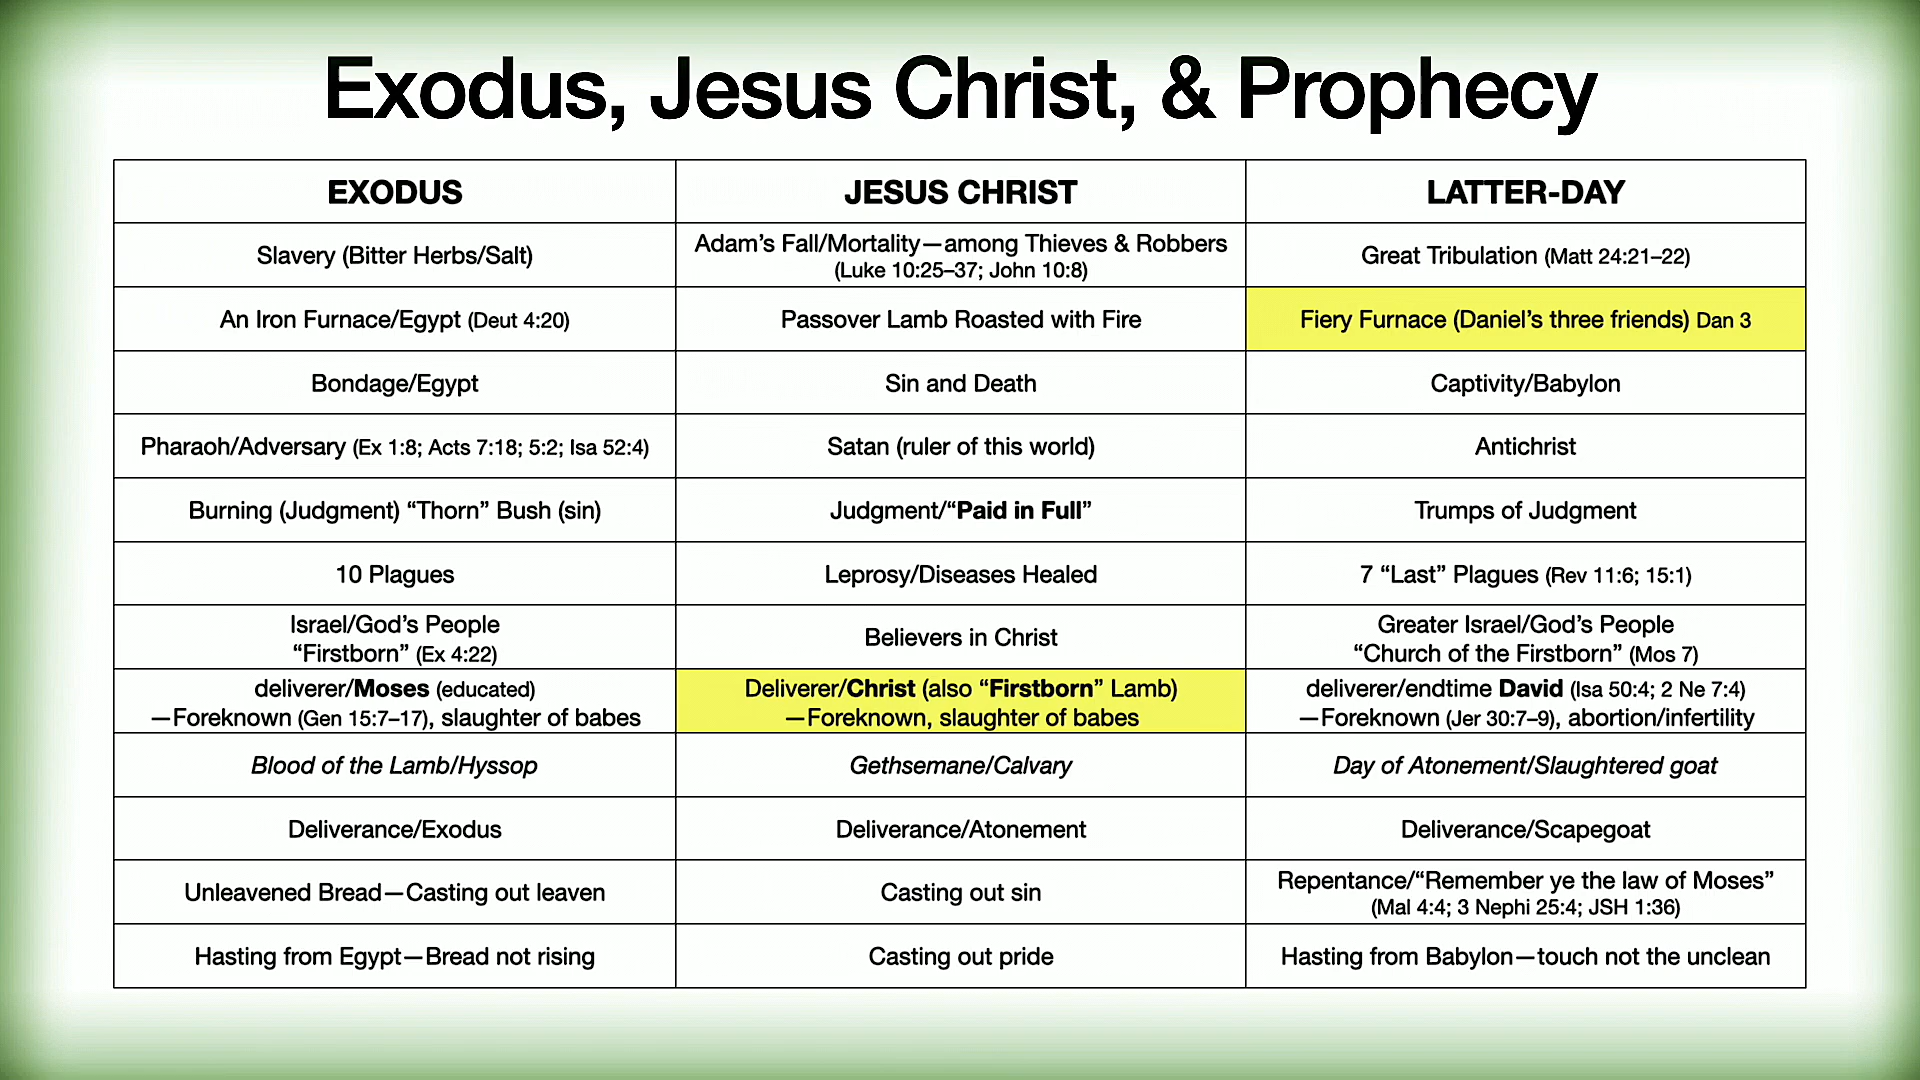 Exodus, Jesus Christ, & Prophecy
EXODUS
JESUS CHRIST
LATTER-DAY
Slavery (Bitter Herbs/Salt)
Adam’s Fall/Mortality—among Thieves & Robbers
(Luke 10:25–37; John 10:8)
Great Tribulation (Matt 24:21–22)
An Iron Furnace/Egypt (Deut 4:20)
Passover Lamb Roasted with Fire
Fiery Furnace (Daniel’s three friends) Dan 3
Bondage/Egypt
Sin and Death
Captivity/Babylon
Pharaoh/Adversary (Ex 1:8; Acts 7:18; 5:2; Isa 52:4)
Satan (ruler of this world)
Antichrist
Burning (Judgment) “Thorn” Bush (sin)
Judgment/“Paid in Full”
Trumps of Judgment
10 Plagues
Leprosy/Diseases Healed
7 “Last” Plagues (Rev 11:6; 15:1)
Israel/God’s People
“Firstborn” (Ex 4:22)
Believers in Christ
Greater Israel/God’s People
“Church of the Firstborn” (Mos 7)
deliverer/Moses (educated)
—Foreknown (Gen 15:7–17), slaughter of babes
Deliverer/Christ (also “Firstborn” Lamb)
—Foreknown, slaughter of babes
deliverer/endtime David (Isa 50:4; 2 Ne 7:4)
—Foreknown (Jer 30:7–9), abortion/infertility
Blood of the Lamb/Hyssop
Gethsemane/Calvary
Day of Atonement/Slaughtered goat
Deliverance/Exodus
Deliverance/Atonement
Deliverance/Scapegoat
Unleavened Bread—Casting out leaven
Casting out sin
Repentance/“Remember ye the law of Moses”
(Mal 4:4; 3 Nephi 25:4; JSH 1:36)
Hasting from Egypt—Bread not rising
Casting out pride
Hasting from Babylon—touch not the unclean